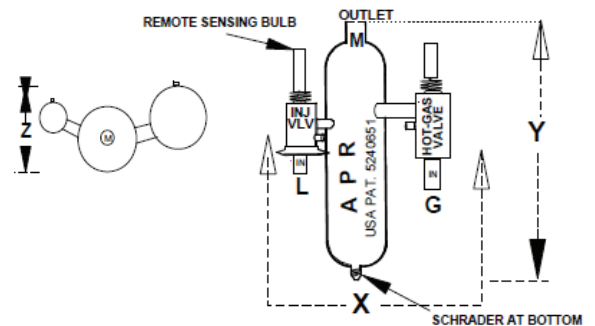 REMOTE SENSING BULB
OUTLET
M
INJ
VLV
HOT-GAS
VALVE
Z
M
Y
IN
L
A P R
USA PAT. 5240651
IN
G
X
SCHRADER AT BOTTOM